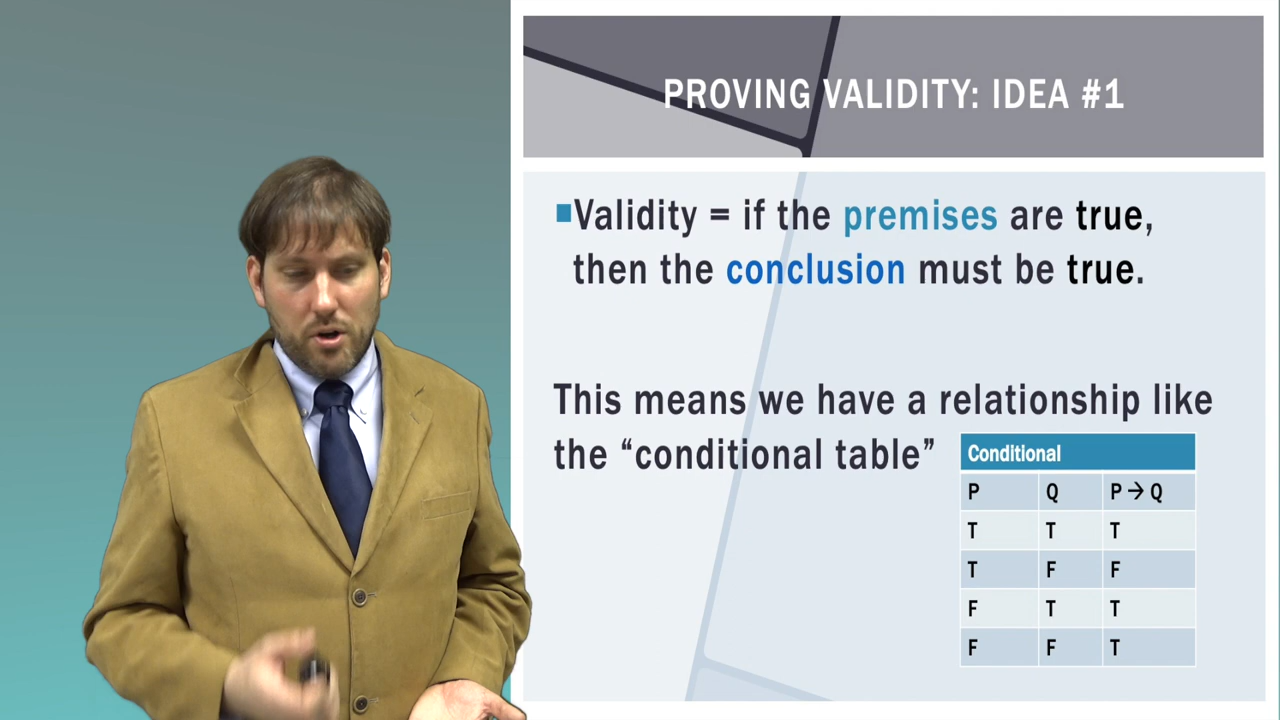 PROVING VALIDITY: IDEA #1
Validity = if the premises are true,
then the conclusion must be true.
This means we have a relationship like
the “conditional table”
Conditional
P Q P → Q
T T T
T F F
F T T
F F T